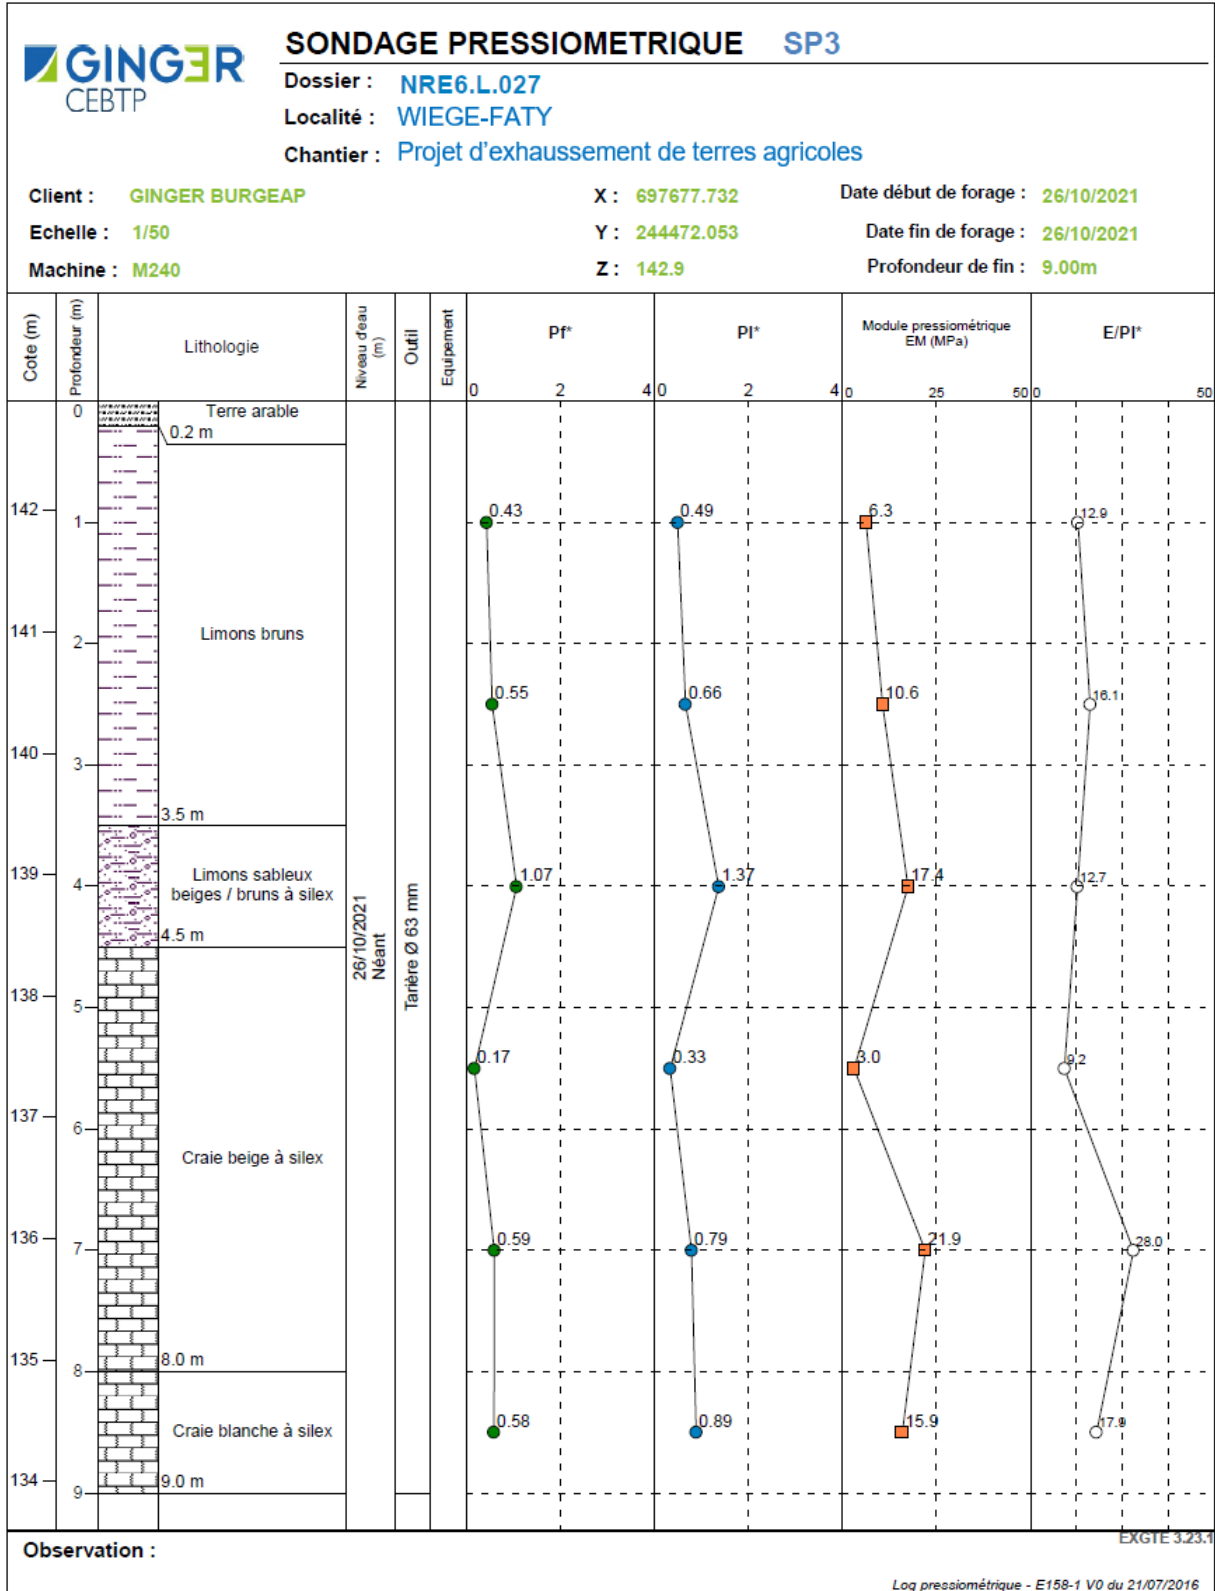 GINGER
CEBTP
SONDAGE PRESSIOMETRIQUE SP3
Dossier : NRE6.L.027
Localité : WIEGE-FATY
Chantier : Projet d'exhaussement de terres agricoles
Client : GINGER BURGEAP
X : 697677.732
Date début de forage : 26/10/2021
Echelle : 1/50
Y : 244472.053
Date fin de forage : 26/10/2021
Machine : M240
Z : 142.9
Profondeur de fin : 9.00m
Cote (m)
Profondeur (m)
Lithologie
Niveau d'eau (m)
Outil
Equipement
Pf*
Pl*
Module pressiométrique
EM (MPa)
E/Pl*
0 2 4 0 2 4 0 25 50 0 50
0
Terre arable
0.2 m
142
1
0.43 0.49 6.3 12.9
141
2
Limons bruns
0.55 0.66 10.6 16.1
140
3
3.5 m
139
4
Limons sableux
beiges / bruns à silex
1.07 1.37 17.4 12.7
4.5 m
26/10/2021
Néant
Tarière Ø 63 mm
138
5
0.17 0.33 3.0 9.2
137
6
Craie beige à silex
136
7
0.59 0.79 21.9 28.0
135
8.0 m
8
Craie blanche à silex
0.58 0.89 15.9 17.9
134
9.0 m
9
EXGTE 3.23.1
Observation :
Log pressiométrique - E158-1 V0 du 21/07/2016